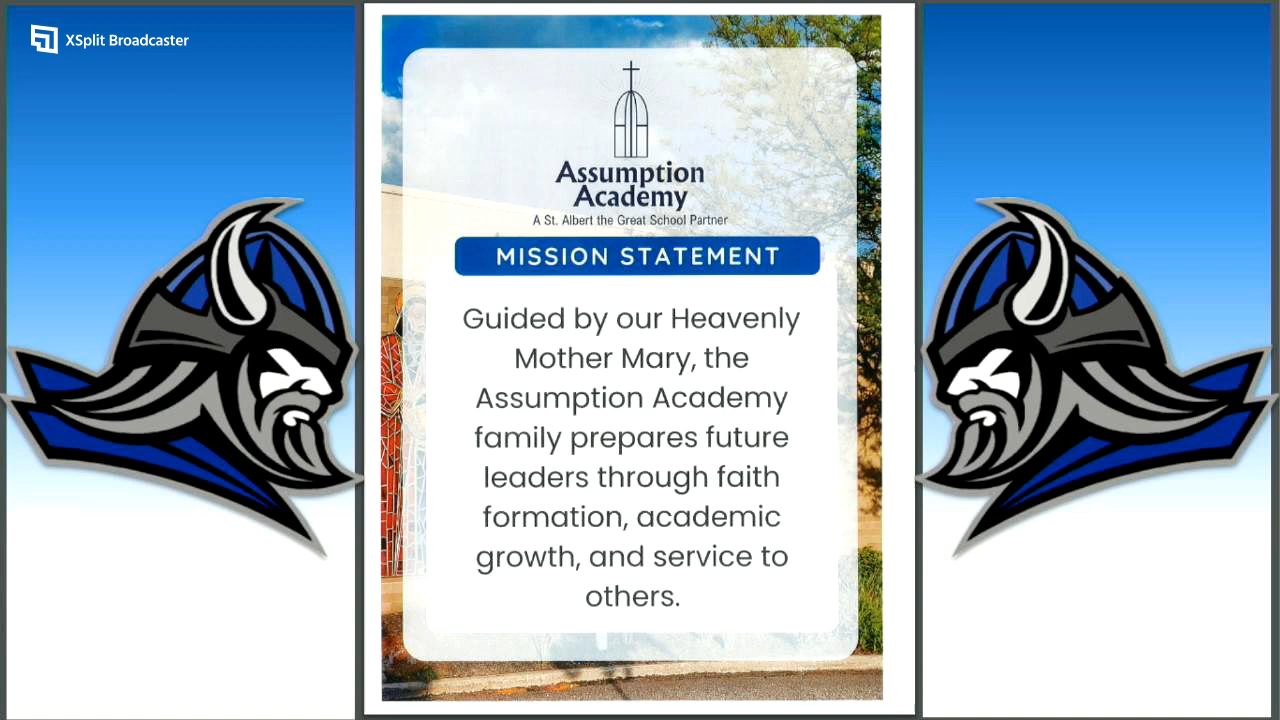 XSplit Broadcaster
Assumption
Academy
A St. Albert the Great School Partner
MISSION STATEMENT
Guided by our Heavenly
Mother Mary, the
Assumption Academy
family prepares future
leaders through faith
formation, academic
growth, and service to
others.